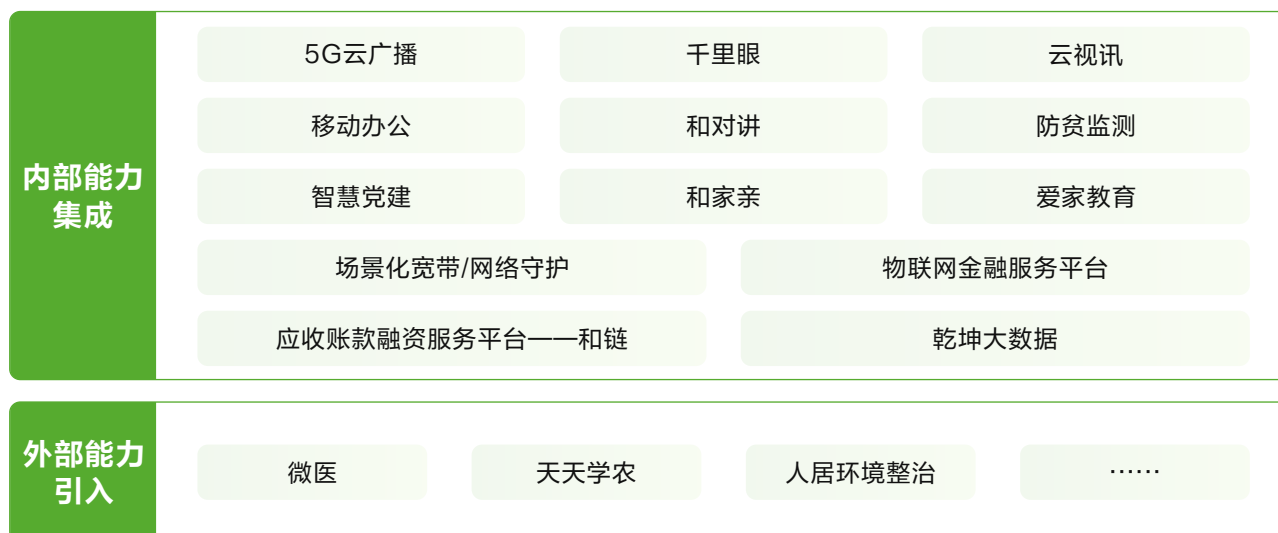 内部能力
集成
5G云广播
千里眼
云视讯
移动办公
和对讲
防贫监测
智慧党建
和家亲
爱家教育
场景化宽带/网络守护
物联网金融服务平台
应收账款融资服务平台——和链
乾坤大数据
外部能力
引入
微医
天天学农
人居环境整治
······